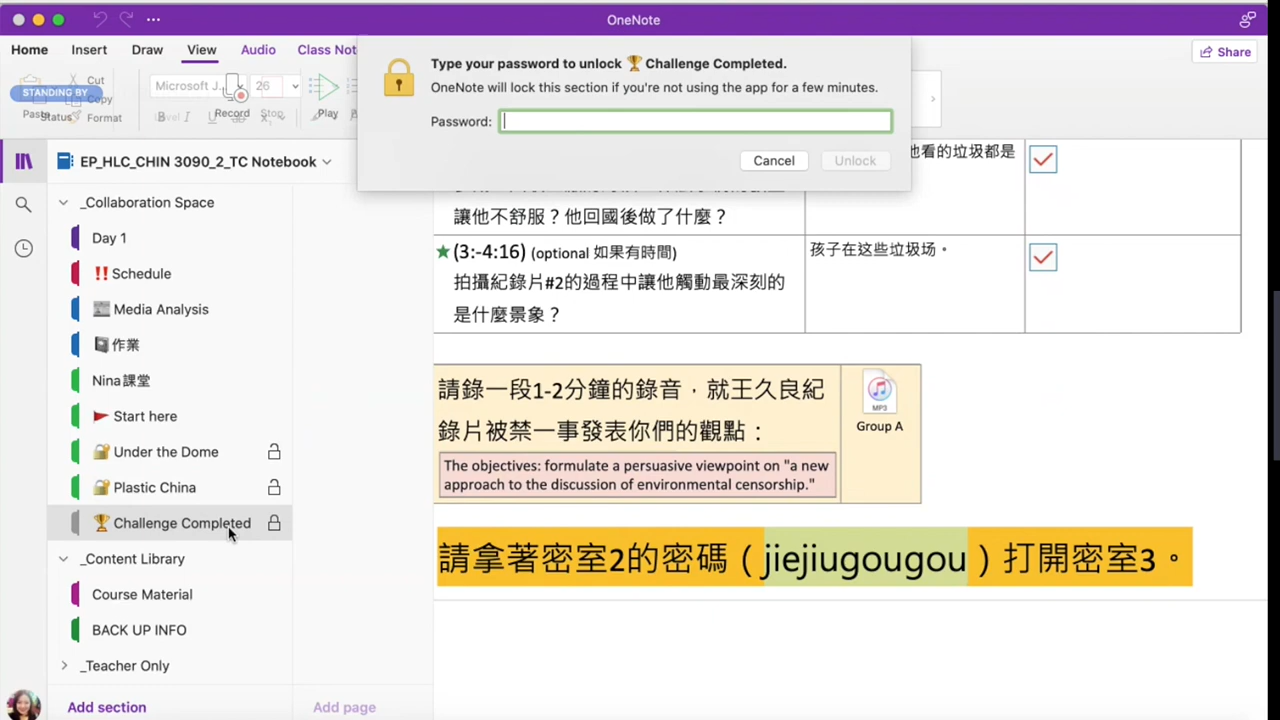 OneNote
Home Insert Draw View Audio Class Not
Share
Cut
Copy
Paste
Format
STANDING BY
Status
Microsoft J...
26
Record
Stop
Play
Type your password to unlock 🏆 Challenge Completed.
OneNote will lock this section if you're not using the app for a few minutes.
Password:
Cancel
Unlock
EP_HLC_CHIN 3090_2_TC Notebook
_Collaboration Space
Day 1
‼️ Schedule
Media Analysis
作業
Nina課堂
Start here
Under the Dome
Plastic China
Challenge Completed
_Content Library
Course Material
BACK UP INFO
_Teacher Only
Add section
Add page
他看的垃圾都是
讓他不舒服？他回國後做了什麼？
★(3:-4:16) (optional 如果有時間)
拍攝紀錄片#2的過程中讓他觸動最深刻的
是什麼景象？
孩子在这些垃圾场。
請錄一段1-2分鐘的錄音，就王久良紀
錄片被禁一事發表你們的觀點：
The objectives: formulate a persuasive viewpoint on "a new
approach to the discussion of environmental censorship."
MP3
Group A
請拿著密室2的密碼（jiejiugougou）打開密室3。